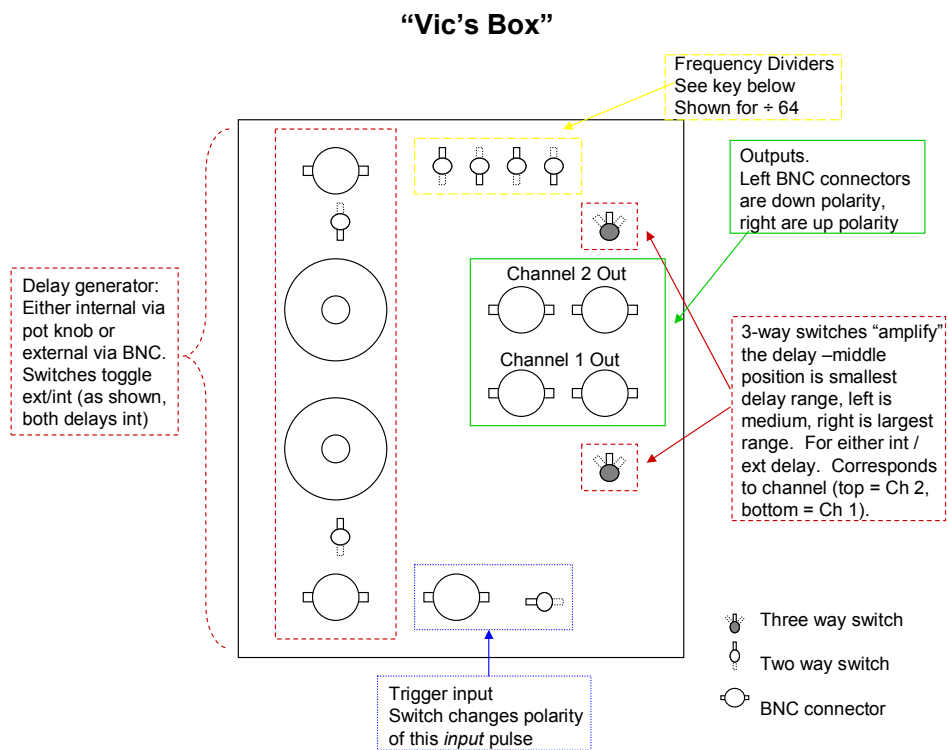 “Vic’s Box”
Frequency Dividers
See key below
Shown for ÷ 64
Outputs.
Left BNC connectors
are down polarity,
right are up polarity
Channel 2 Out
Channel 1 Out
Delay generator:
Either internal via
pot knob or
external via BNC.
Switches toggle
ext/int (as shown,
both delays int)
3-way switches “amplify”
the delay –middle
position is smallest
delay range, left is
medium, right is largest
range. For either int /
ext delay. Corresponds
to channel (top = Ch 2,
bottom = Ch 1).
Trigger input
Switch changes polarity
of this input pulse
Three way switch
Two way switch
BNC connector